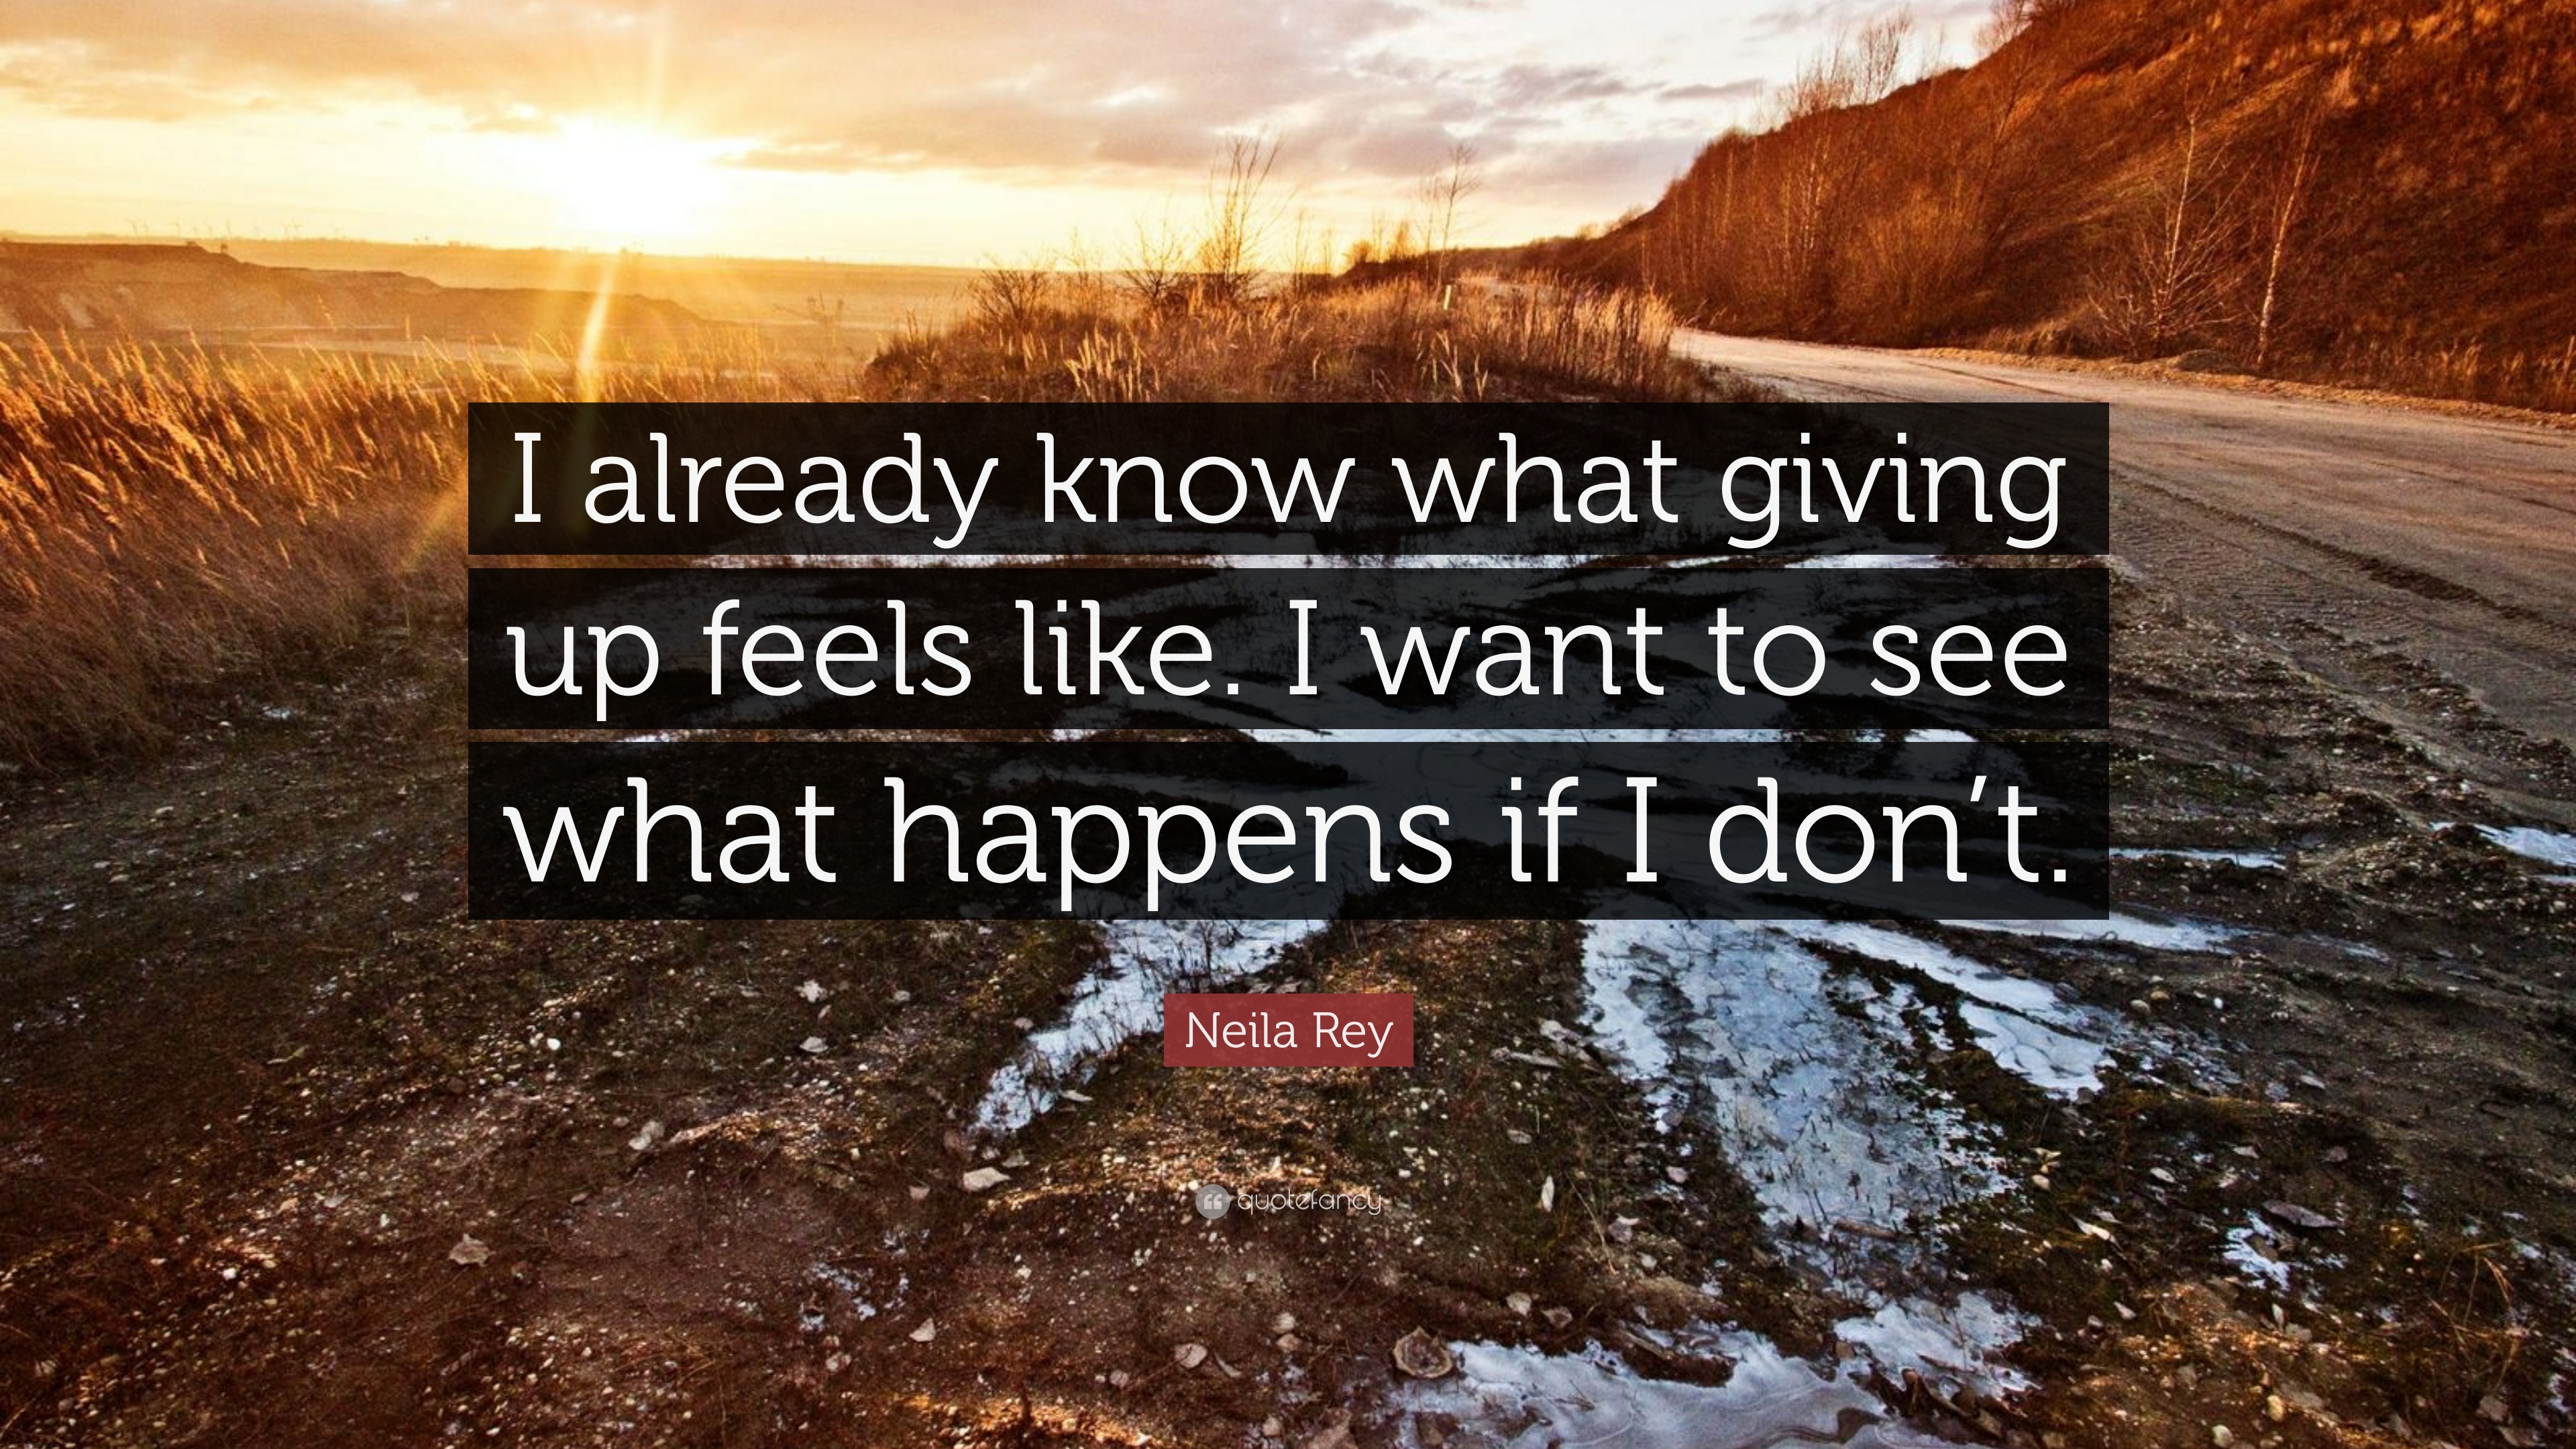 I already know what giving
up feels like. I want to see
what happens if I don’t.
Neila Rey
quotefancy